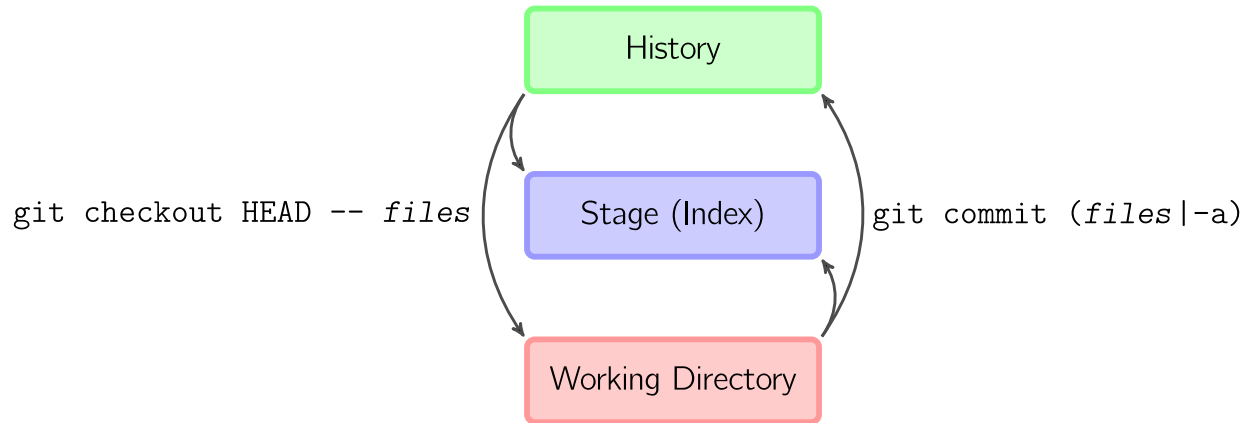 History
git checkout HEAD -- files
Stage (Index)
git commit (files|-a)
Working Directory